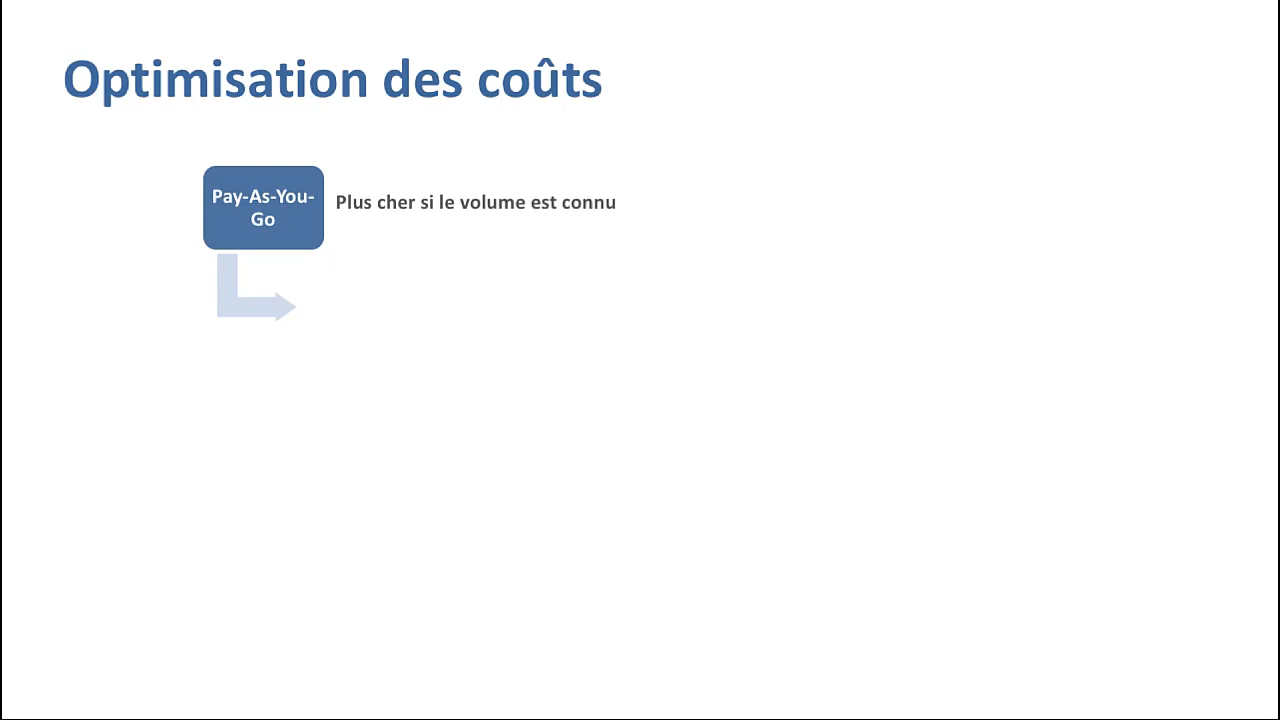 Optimisation des coûts
Pay-As-You-
Go
Plus cher si le volume est connu